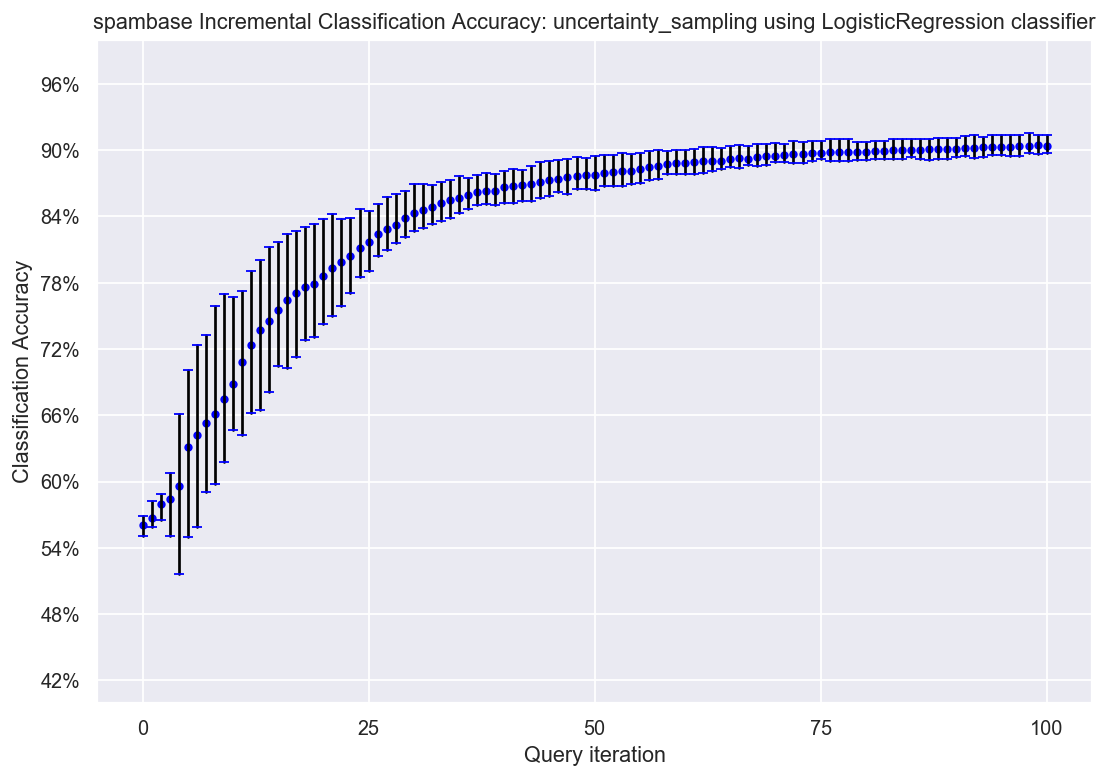 spambase Incremental Classification Accuracy: uncertainty_sampling using LogisticRegression classifier
96%
90%
84%
78%
72%
66%
60%
54%
48%
42%
Classification Accuracy
0 25 50 75 100
Query iteration